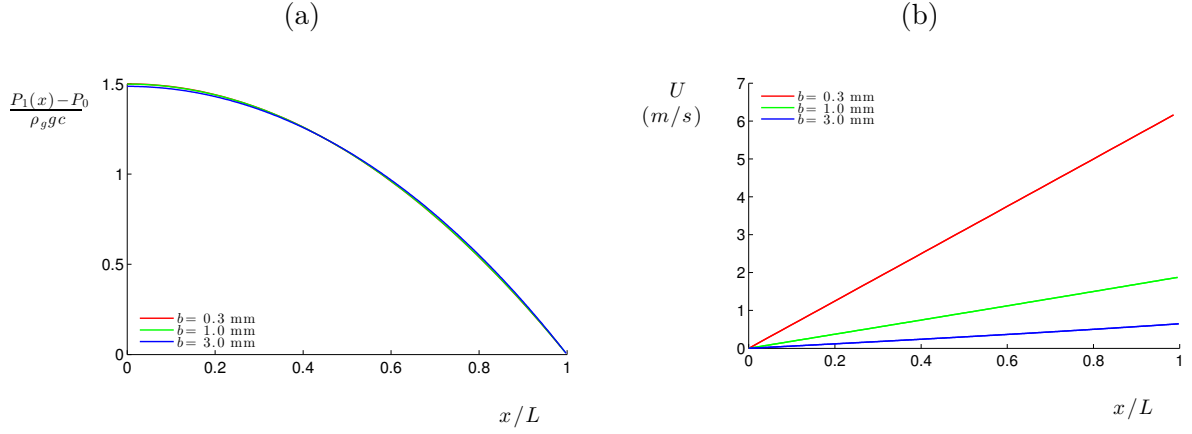 (a)
P₁(x)−P₀
ρ_g gc
1.5
1
0.5
0
b= 0.3 mm
b= 1.0 mm
b= 3.0 mm
0 0.2 0.4 0.6 0.8 1
x/L
(b)
U
(m/s)
7
6
5
4
3
2
1
0
b= 0.3 mm
b= 1.0 mm
b= 3.0 mm
0 0.2 0.4 0.6 0.8 1
x/L